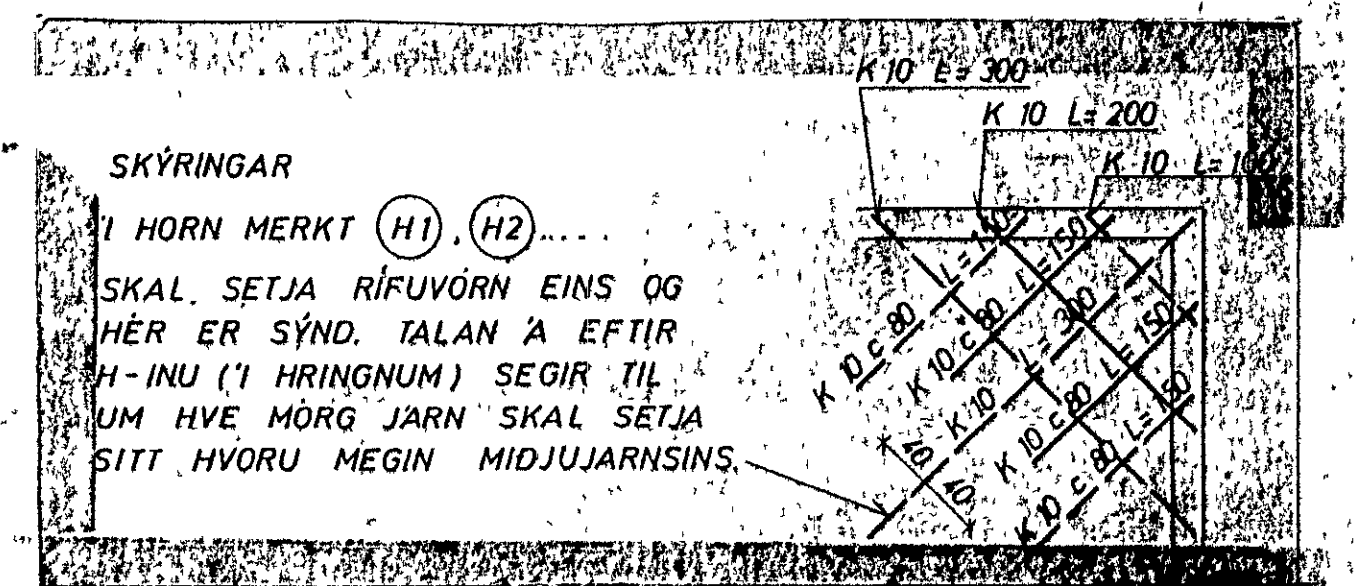 K 10 L= 300
K 10 L= 200
K 10 L= 100
SKÝRINGAR
Í HORN MERKT (H1), (H2).....
SKAL SETJA RÍFUVÖRN EINS OG
HÉR ER SÝND. TALAN Á EFTIR
H-INU (Í HRINGNUM) SEGIR TIL
UM HVE MÖRG JÁRN SKAL SETJA
SITT HVORU MEGIN MIÐJUJÁRNSINS.
K 10 c 80
K 10 c 80 L= 150
K 10 L= 300
K 10 c 80 L= 150
K 10 c 80 L= 150
40
40